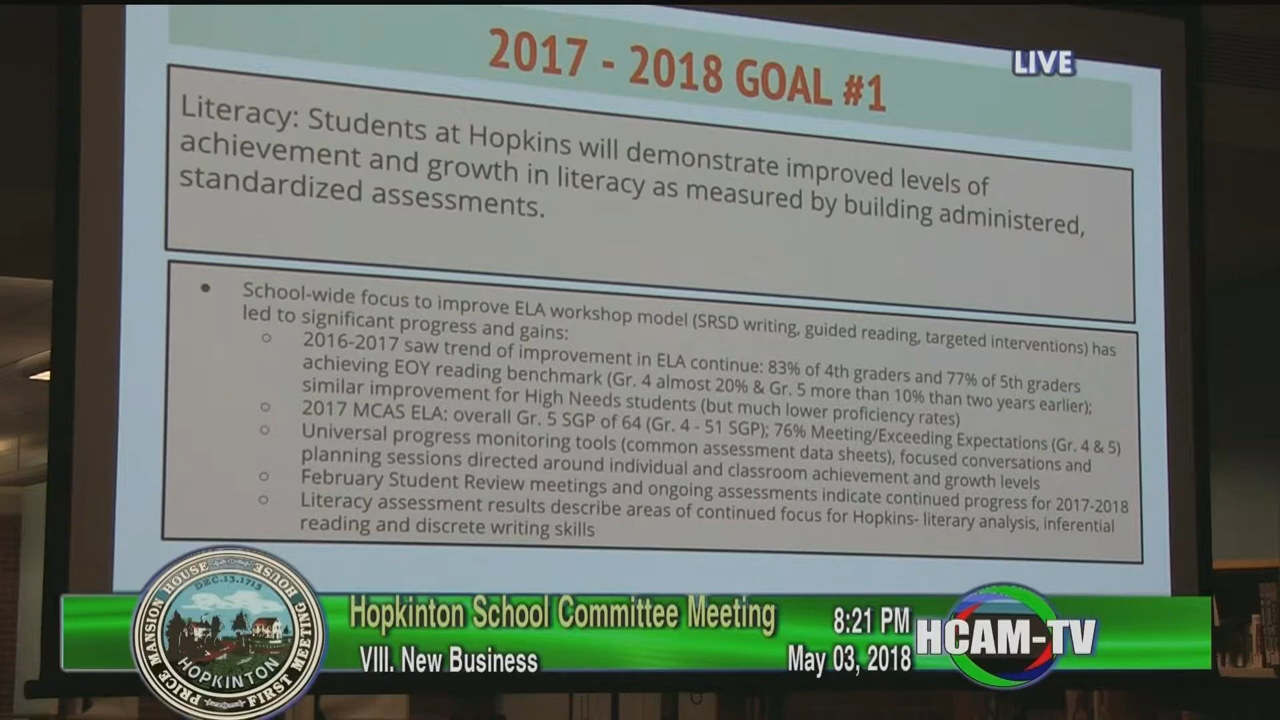 2017 - 2018 GOAL #1
LIVE
Literacy: Students at Hopkins will demonstrate improved levels of
achievement and growth in literacy as measured by building administered,
standardized assessments.
• School-wide focus to improve ELA workshop model (SRSD writing, guided reading, targeted interventions) has
led to significant progress and gains:
○ 2016-2017 saw trend of improvement in ELA continue: 83% of 4th graders and 77% of 5th graders
achieving EOY reading benchmark (Gr. 4 almost 20% & Gr. 5 more than 10% than two years earlier);
similar improvement for High Needs students (but much lower proficiency rates)
○ 2017 MCAS ELA: overall Gr. 5 SGP of 64 (Gr. 4 - 51 SGP); 76% Meeting/Exceeding Expectations (Gr. 4 & 5)
○ Universal progress monitoring tools (common assessment data sheets), focused conversations and
planning sessions directed around individual and classroom achievement and growth levels
○ February Student Review meetings and ongoing assessments indicate continued progress for 2017-2018
○ Literacy assessment results describe areas of continued focus for Hopkins- literary analysis, inferential
reading and discrete writing skills
PRICE MANSION HOUSE
FIRST MEETING HOUSE
DEC.13.1715
HOPKINTON
Hopkinton School Committee Meeting
8:21 PM
VIII. New Business
May 03, 2018
HCAM-TV